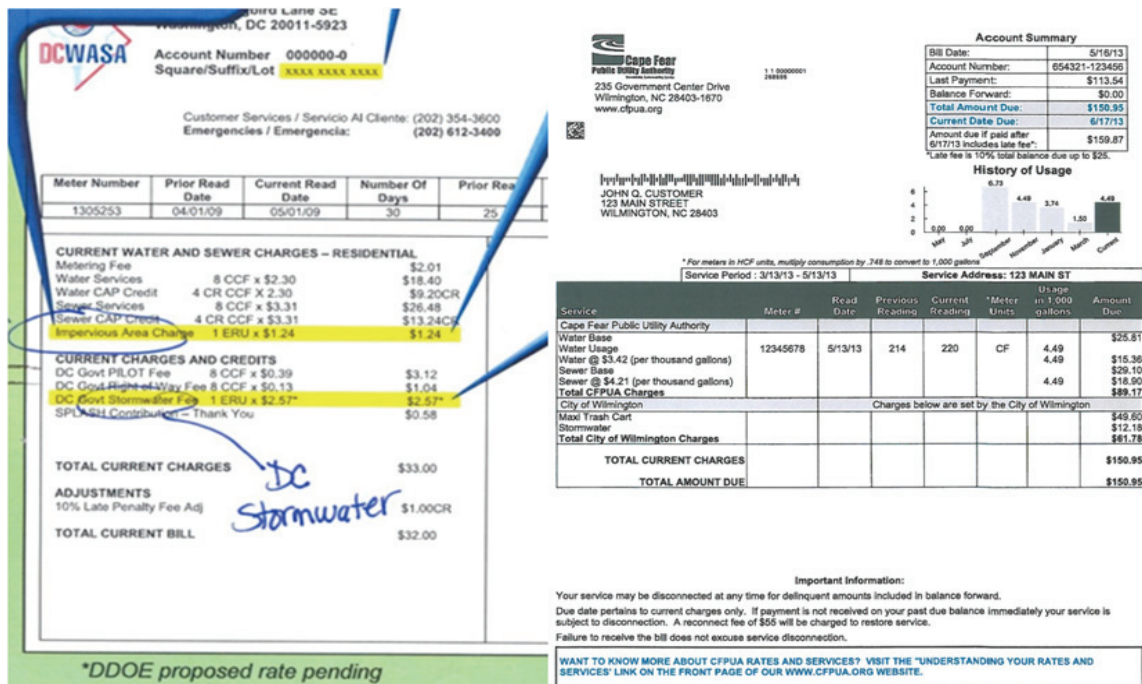 Lane SE
Washington, DC 20011-5923
DCWASA
Account Number 000000-0
Square/Suffix/Lot xxxx xxxx xxxx
Customer Services / Servicio Al Cliente: (202) 354-3600
Emergencies / Emergencia: (202) 612-3400
Meter Number Prior Read Date Current Read Date Number Of Days Prior Rea
1305253 04/01/09 05/01/09 30 25
CURRENT WATER AND SEWER CHARGES – RESIDENTIAL
Metering Fee $2.01
Water Services 8 CCF x $2.30 $18.40
Water CAP Credit 4 CR CCF X 2.30 $9.20CR
Sewer Services 8 CCF x $3.31 $26.48
Sewer CAP Credit 4 CR CCF x $3.31 $13.24CR
Impervious Area Charge 1 ERU x $1.24 $1.24
CURRENT CHARGES AND CREDITS
DC Govt PILOT Fee 8 CCF x $0.39 $3.12
DC Govt Right of Way Fee 8 CCF x $0.13 $1.04
DC Govt Stormwater Fee 1 ERU x $2.57* $2.57*
SPLASH Contribution – Thank You $0.58
TOTAL CURRENT CHARGES $33.00
DC
Stormwater
ADJUSTMENTS
10% Late Penalty Fee Adj $1.00CR
TOTAL CURRENT BILL $32.00
*DDOE proposed rate pending
Cape Fear
Public Utility Authority
235 Government Center Drive
Wilmington, NC 28403-1670
www.cfpua.org
1 1 00000001
Account Summary
Bill Date: 5/16/13
Account Number: 654321-123456
Last Payment: $113.54
Balance Forward: $0.00
Total Amount Due: $150.95
Current Date Due: 6/17/13
Amount due if paid after 6/17/13 includes late fee*: $159.87
*Late fee is 10% total balance due up to $25.
History of Usage
6
4
2
0
0.00 0.00 6.73 4.49 3.74 1.50 4.49
May July September November January March Current
JOHN Q. CUSTOMER
123 MAIN STREET
WILMINGTON, NC 28403
* For meters in HCF units, multiply consumption by .748 to convert to 1,000 gallons
Service Period : 3/13/13 - 5/13/13 Service Address: 123 MAIN ST
Service Meter # Read Date Previous Reading Current Reading *Meter Units Usage in 1,000 gallons Amount Due
Cape Fear Public Utility Authority
Water Base $25.81
Water Usage 12345678 5/13/13 214 220 CF 4.49
Water @ $3.42 (per thousand gallons) 4.49 $15.36
Sewer Base $29.10
Sewer @ $4.21 (per thousand gallons) 4.49 $18.90
Total CFPUA Charges $89.17
City of Wilmington Charges below are set by the City of Wilmington
Maxi Trash Cart $49.60
Stormwater $12.18
Total City of Wilmington Charges $61.78
TOTAL CURRENT CHARGES $150.95
TOTAL AMOUNT DUE $150.95
Important Information:
Your service may be disconnected at any time for delinquent amounts included in balance forward.
Due date pertains to current charges only. If payment is not received on your past due balance immediately your service is
subject to disconnection. A reconnect fee of $55 will be charged to restore service.
Failure to receive the bill does not excuse service disconnection.
WANT TO KNOW MORE ABOUT CFPUA RATES AND SERVICES? VISIT THE "UNDERSTANDING YOUR RATES AND
SERVICES' LINK ON THE FRONT PAGE OF OUR WWW.CFPUA.ORG WEBSITE.